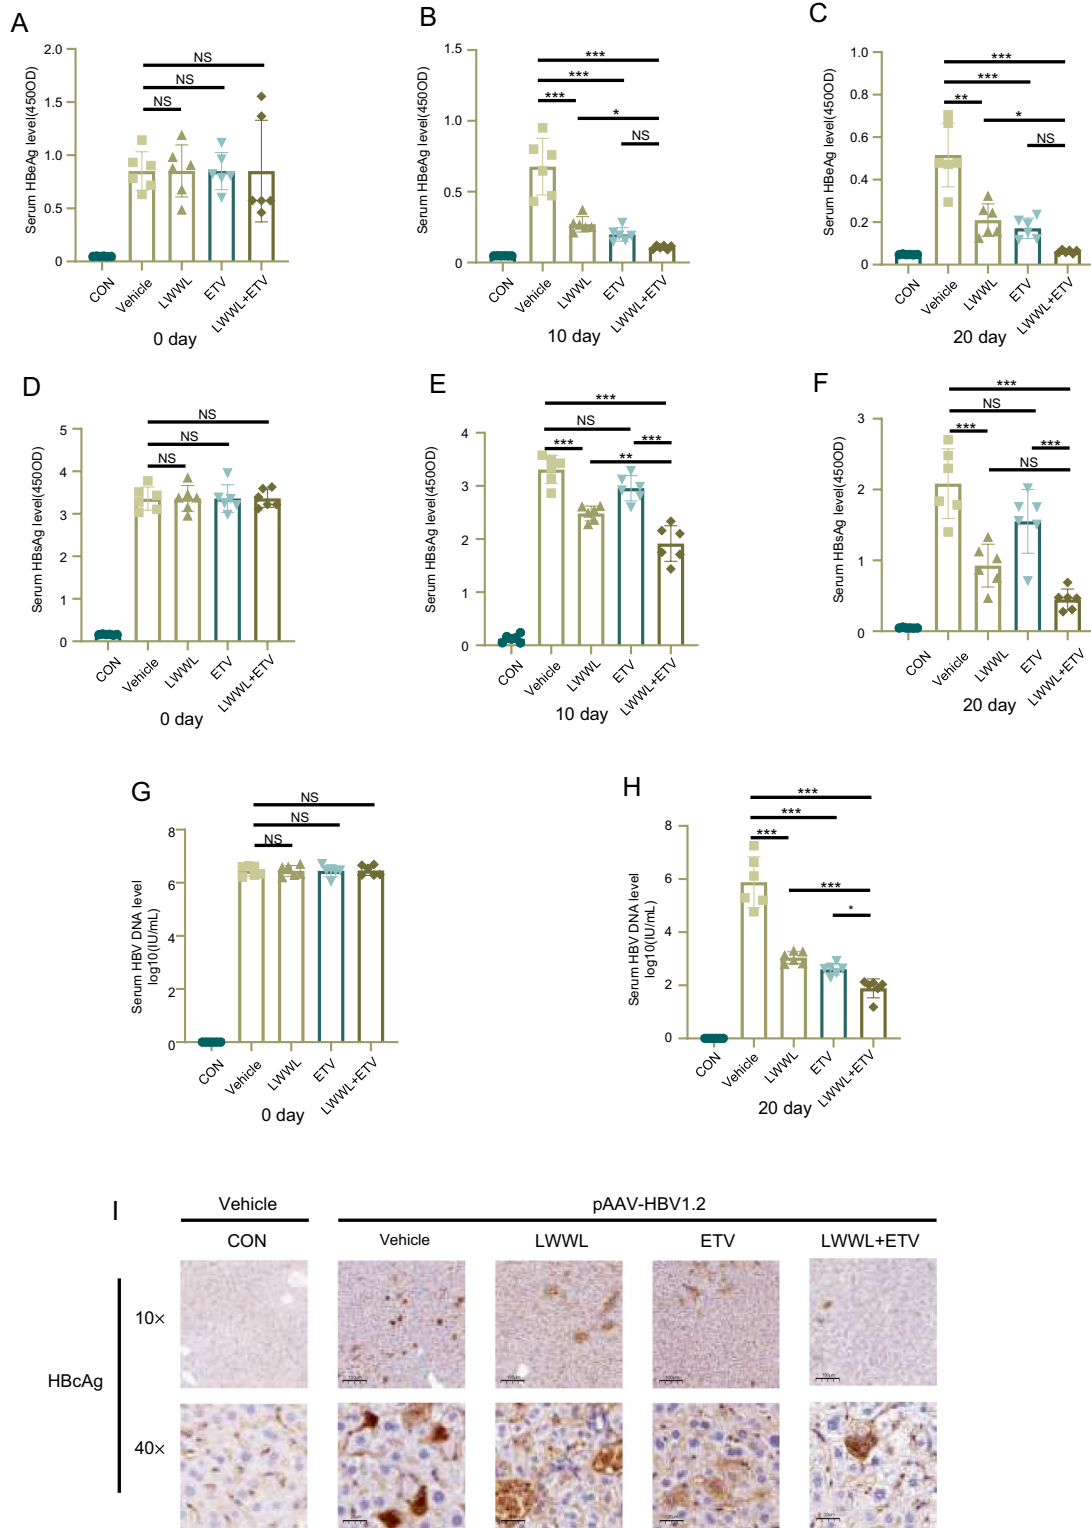 A
Serum HBeAg level(450OD)
2.0
1.5
1.0
0.5
0
NS
NS
NS
CON
Vehicle
LWWL
ETV
LWWL+ETV
0 day
B
Serum HBeAg level(450OD)
1.5
1.0
0.5
0
***
***
***
*
NS
CON
Vehicle
LWWL
ETV
LWWL+ETV
10 day
C
Serum HBeAg level(450OD)
1.0
0.8
0.6
0.4
0.2
0
***
***
**
*
NS
CON
Vehicle
LWWL
ETV
LWWL+ETV
20 day
D
Serum HBsAg level(450OD)
5
4
3
2
1
0
NS
NS
NS
CON
Vehicle
LWWL
ETV
LWWL+ETV
0 day
E
Serum HBsAg level(450OD)
4
3
2
1
0
***
NS
***
***
**
CON
Vehicle
LWWL
ETV
LWWL+ETV
10 day
F
Serum HBsAg level(450OD)
3
2
1
0
***
NS
***
***
NS
CON
Vehicle
LWWL
ETV
LWWL+ETV
20 day
G
Serum HBV DNA level
log10(IU/mL)
8
6
4
2
0
NS
NS
NS
CON
Vehicle
LWWL
ETV
LWWL+ETV
0 day
H
Serum HBV DNA level
log10(IU/mL)
8
6
4
2
0
***
***
***
***
*
CON
Vehicle
LWWL
ETV
LWWL+ETV
20 day
I
Vehicle
pAAV-HBV1.2
CON
Vehicle
LWWL
ETV
LWWL+ETV
HBcAg
10×
40×